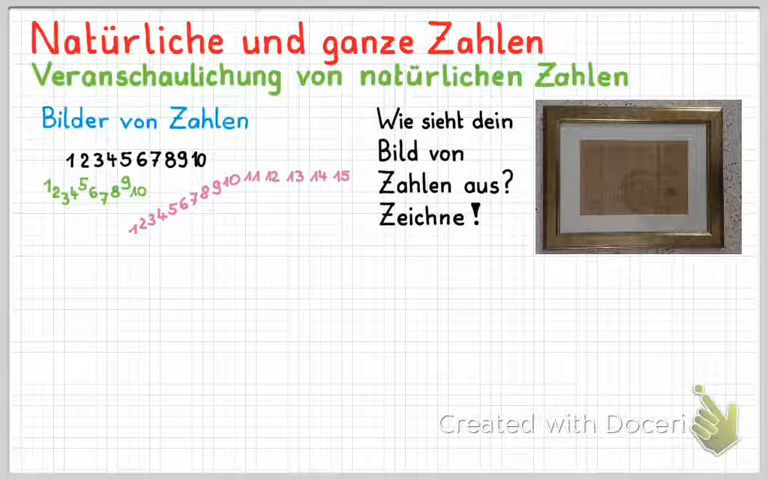 Natürliche und ganze Zahlen
Veranschaulichung von natürlichen Zahlen
Bilder von Zahlen
1 2 3 4 5 6 7 8 9 10
1 2 3 4 5 6 7 8 9 10
1 2 3 4 5 6 7 8 9 10 11 12 13 14 15
Wie sieht dein
Bild von
Zahlen aus?
Zeichne!
Created with Doceri